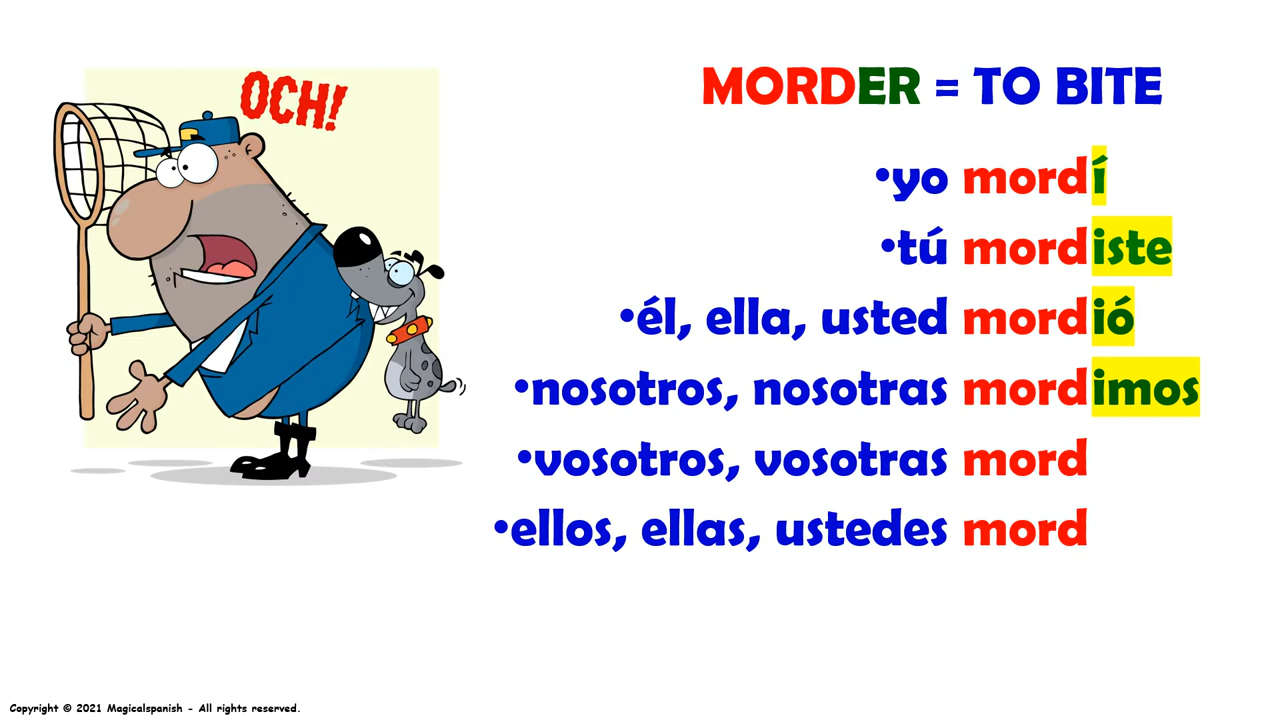 OCH!
MORDER = TO BITE
•yo mordí
•tú mordiste
•él, ella, usted mordió
•nosotros, nosotras mordimos
•vosotros, vosotras mord
•ellos, ellas, ustedes mord
Copyright © 2021 Magicalspanish - All rights reserved.